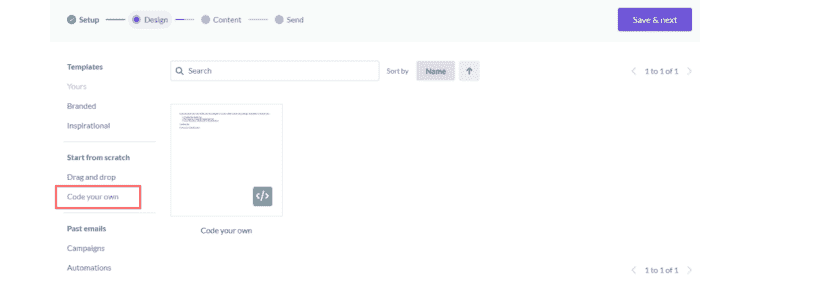 Setup Design Content Send Save & next
Templates
Search Sort by Name 1 to 1 of 1
Yours
Branded
Inspirational
Start from scratch
Drag and drop
Code your own
</>
Past emails
Code your own
Campaigns
Automations 1 to 1 of 1